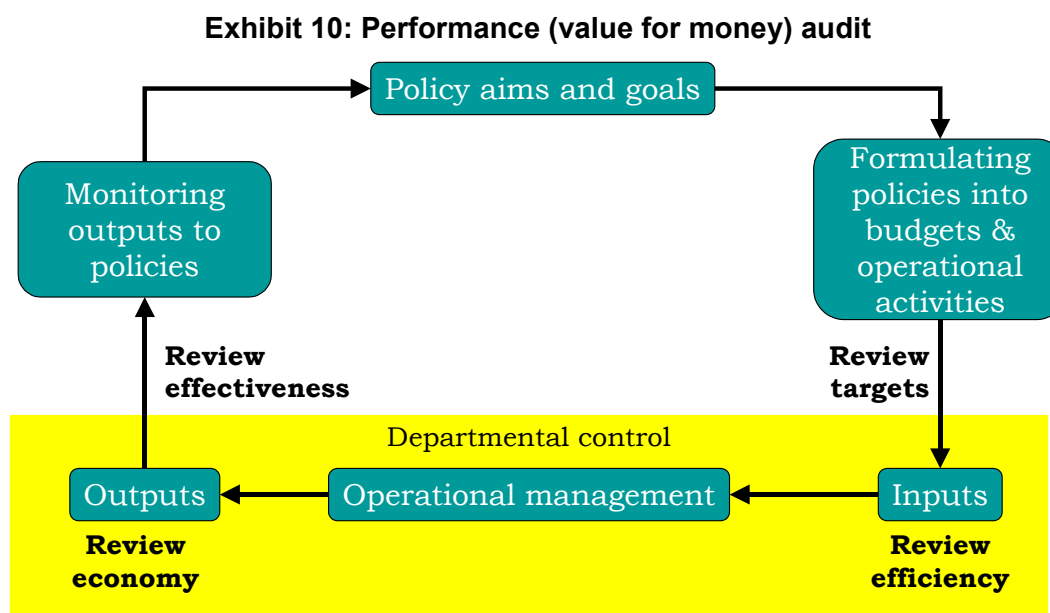 Exhibit 10: Performance (value for money) audit
Policy aims and goals
Monitoring
outputs to
policies
Formulating
policies into
budgets &
operational
activities
Review
effectiveness
Review
targets
Departmental control
Outputs
Operational management
Inputs
Review
economy
Review
efficiency